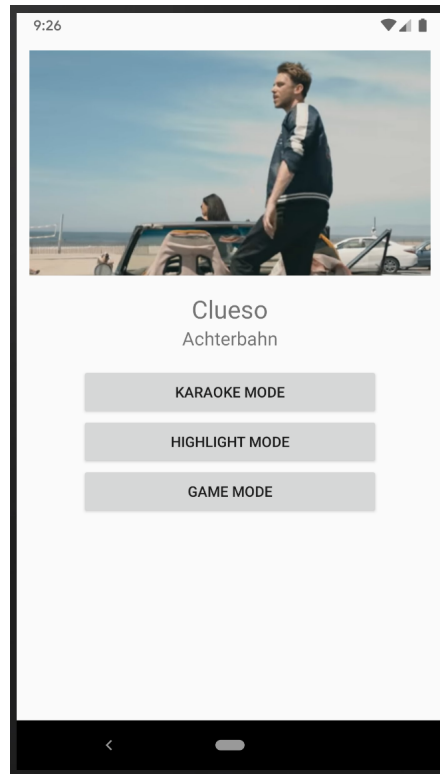 9:26
Clueso
Achterbahn
KARAOKE MODE
HIGHLIGHT MODE
GAME MODE